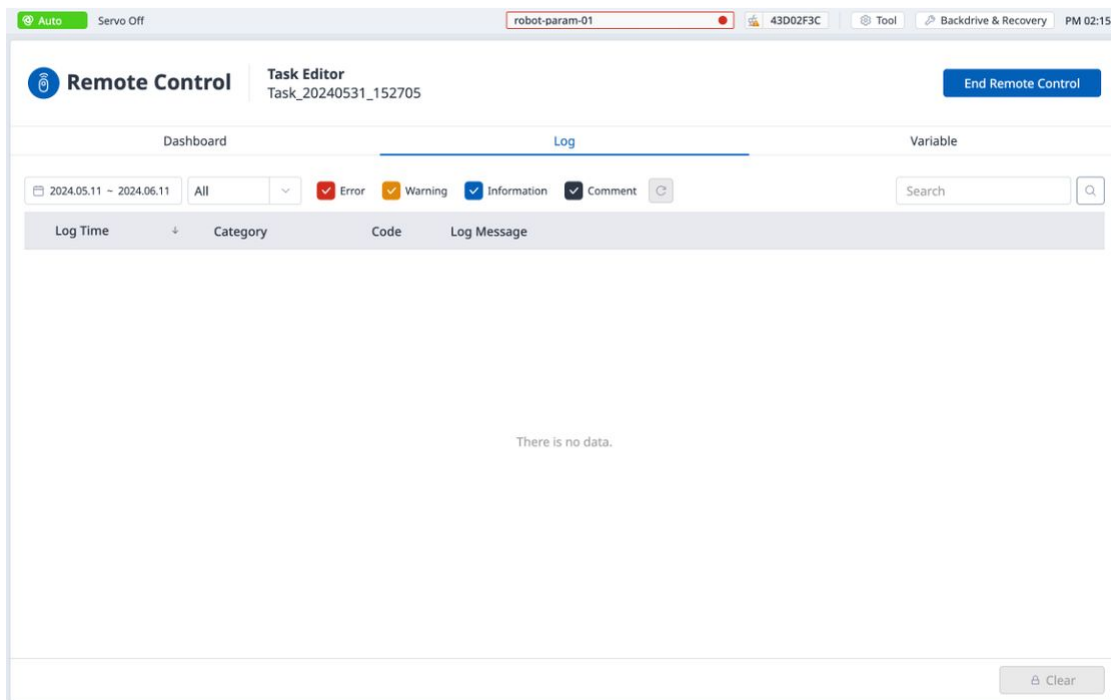 Auto Servo Off robot-param-01 43D02F3C Tool Backdrive & Recovery PM 02:15
Remote Control
Task Editor
Task_20240531_152705
End Remote Control
Dashboard Log Variable
2024.05.11 ~ 2024.06.11 All Error Warning Information Comment Search
Log Time Category Code Log Message
There is no data.
Clear